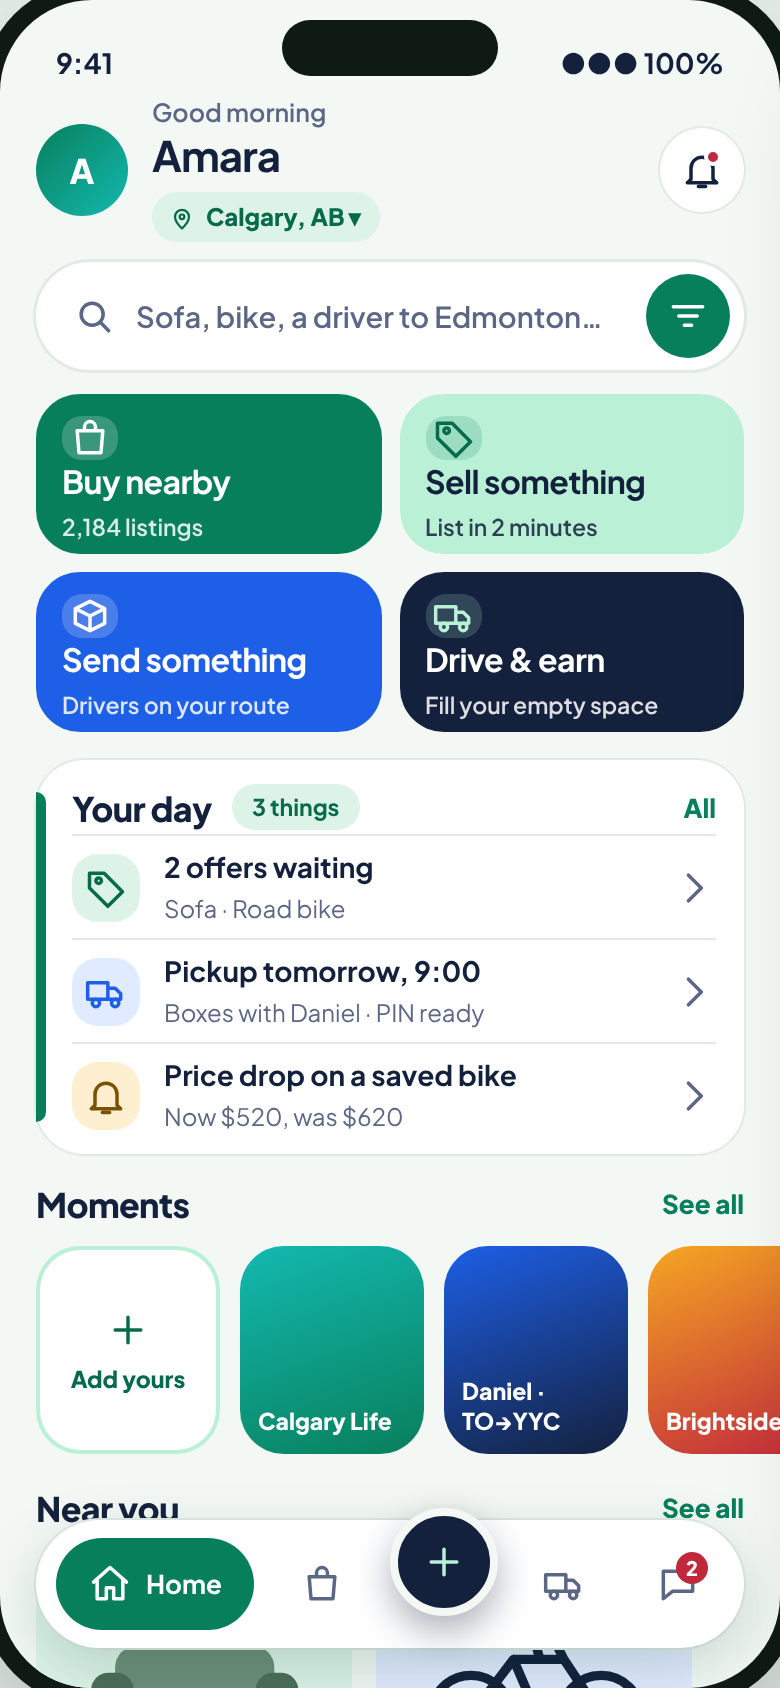 9:41
100%
Good morning
A
Amara
Calgary, AB ▾
Sofa, bike, a driver to Edmonton…
Buy nearby
2,184 listings
Sell something
List in 2 minutes
Send something
Drivers on your route
Drive & earn
Fill your empty space
Your day
3 things
All
2 offers waiting
Sofa · Road bike
Pickup tomorrow, 9:00
Boxes with Daniel · PIN ready
Price drop on a saved bike
Now $520, was $620
Moments
See all
Add yours
Calgary Life
Daniel ·
TO→YYC
Brightside
Near you
See all
Home
2